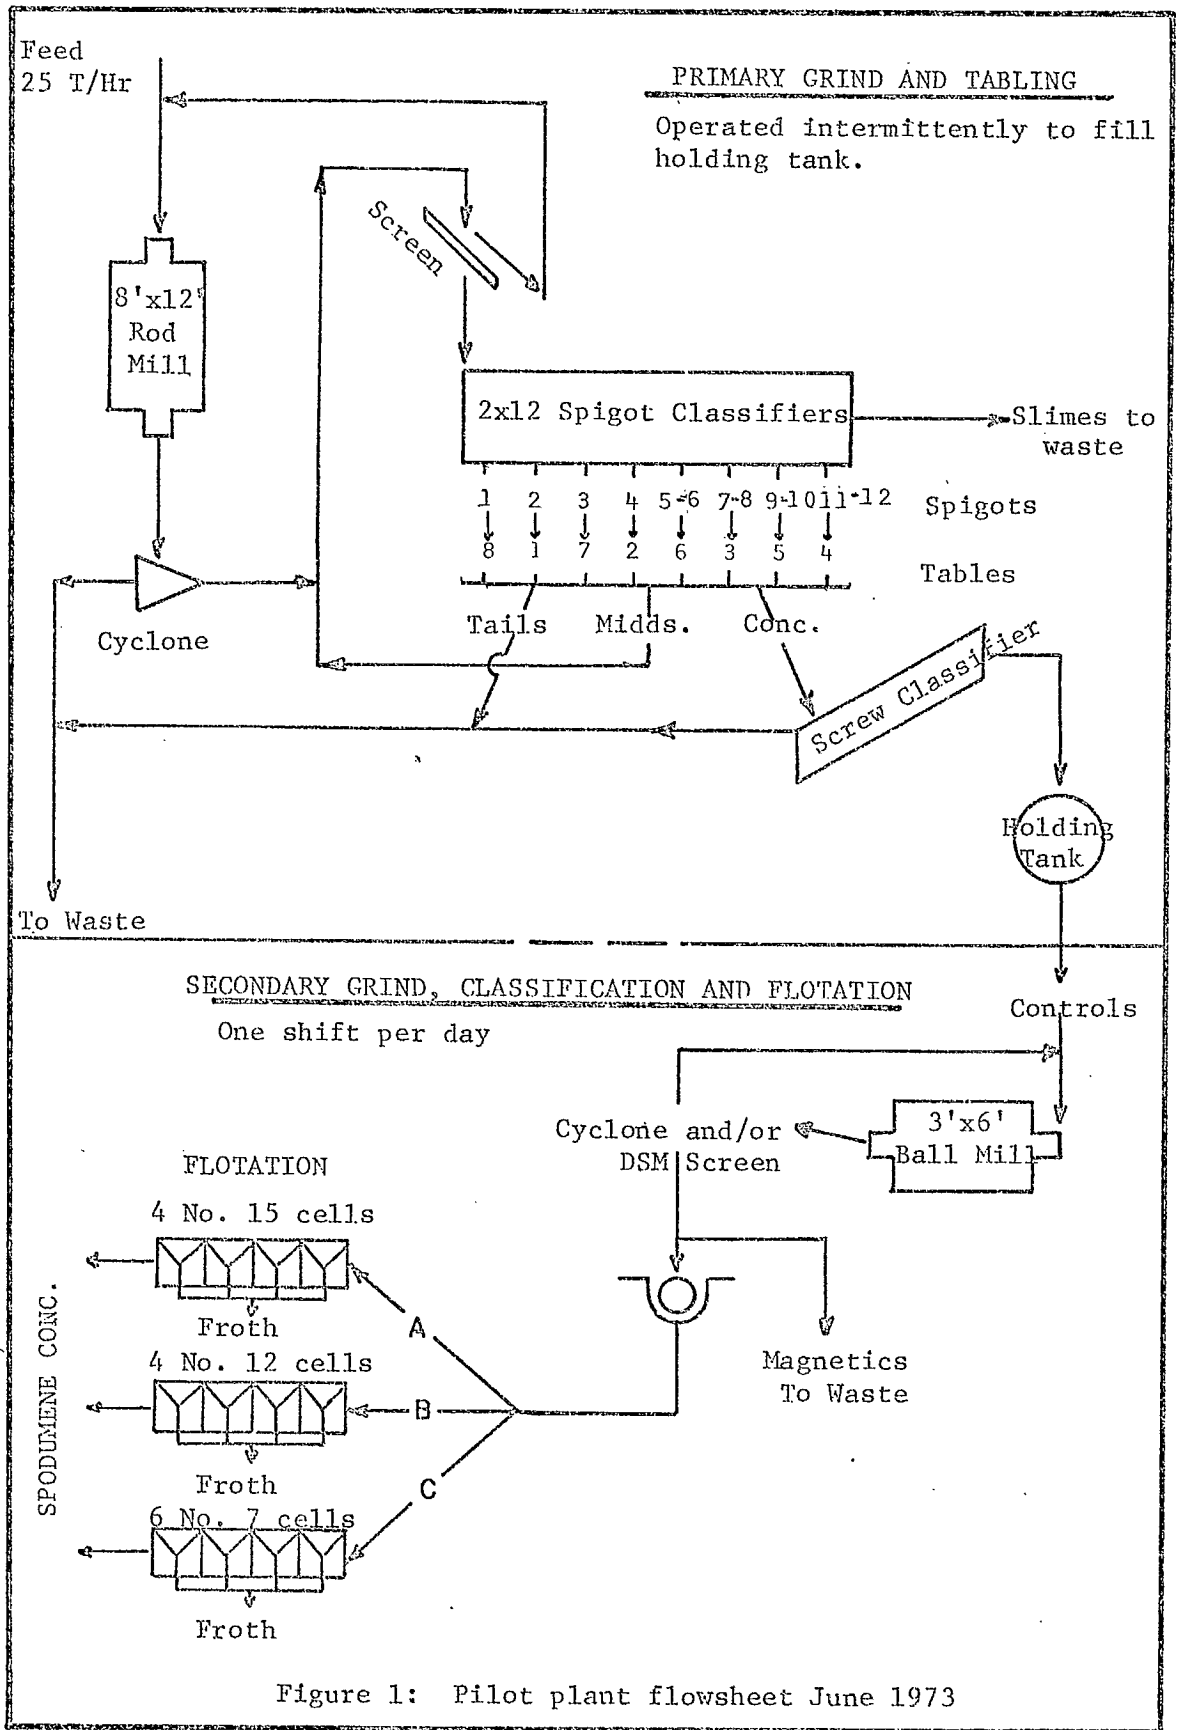 Feed
25 T/Hr
PRIMARY GRIND AND TABLING
Operated intermittently to fill
holding tank.
Screen
8'x12'
Rod
Mill
2x12 Spigot Classifiers
Slimes to
waste
1 2 3 4 5-6 7-8 9-10 11-12 Spigots
8 1 7 2 6 3 5 4 Tables
Cyclone
Tails Midds. Conc.
Screw Classifier
Holding
Tank
To Waste
SECONDARY GRIND, CLASSIFICATION AND FLOTATION
One shift per day
Controls
3'x6'
Ball Mill
Cyclone and/or
DSM Screen
FLOTATION
4 No. 15 cells
Froth
A
4 No. 12 cells
B
Froth
Magnetics
To Waste
SPODUMENE CONC.
C
6 No. 7 cells
Froth
Figure 1: Pilot plant flowsheet June 1973